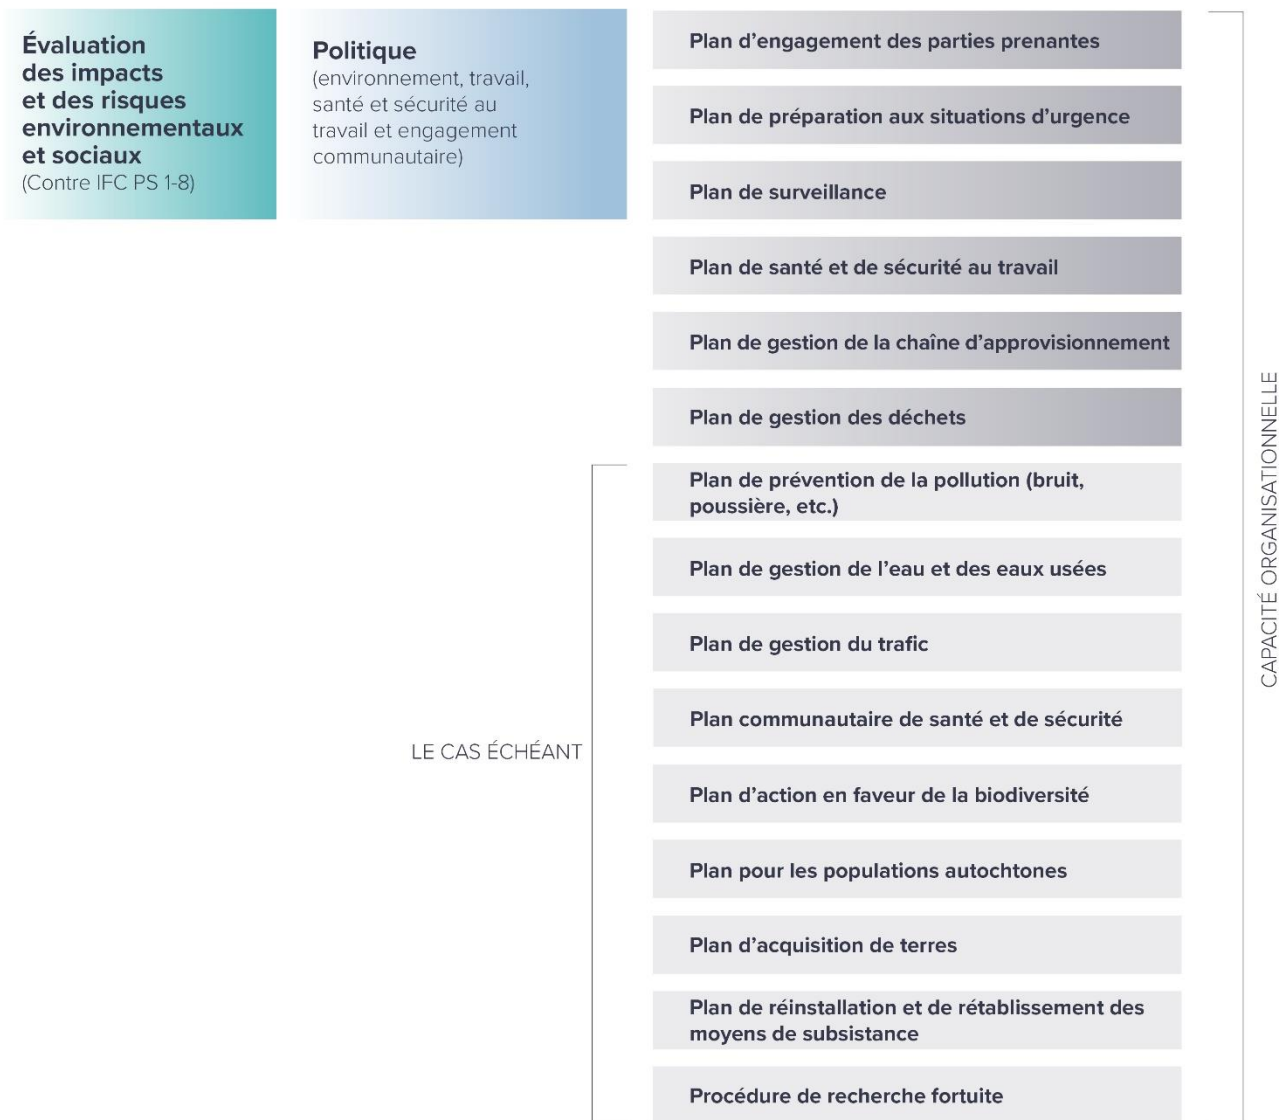 Évaluation
des impacts
et des risques
environnementaux
et sociaux
(Contre IFC PS 1-8)
Politique
(environnement, travail,
santé et sécurité au
travail et engagement
communautaire)
Plan d’engagement des parties prenantes
Plan de préparation aux situations d’urgence
Plan de surveillance
Plan de santé et de sécurité au travail
Plan de gestion de la chaîne d’approvisionnement
Plan de gestion des déchets
LE CAS ÉCHÉANT
Plan de prévention de la pollution (bruit,
poussière, etc.)
Plan de gestion de l’eau et des eaux usées
Plan de gestion du trafic
Plan communautaire de santé et de sécurité
Plan d’action en faveur de la biodiversité
Plan pour les populations autochtones
Plan d’acquisition de terres
Plan de réinstallation et de rétablissement des
moyens de subsistance
Procédure de recherche fortuite
CAPACITÉ ORGANISATIONNELLE